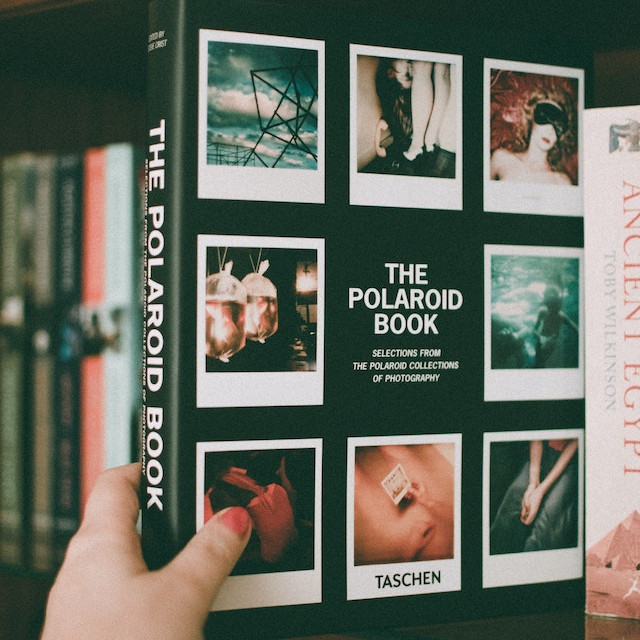 THE POLAROID BOOK
THE
POLAROID
BOOK
SELECTIONS FROM
THE POLAROID COLLECTIONS
OF PHOTOGRAPHY
TASCHEN
ANCIENT EGYPT
TOBY WILKINSON